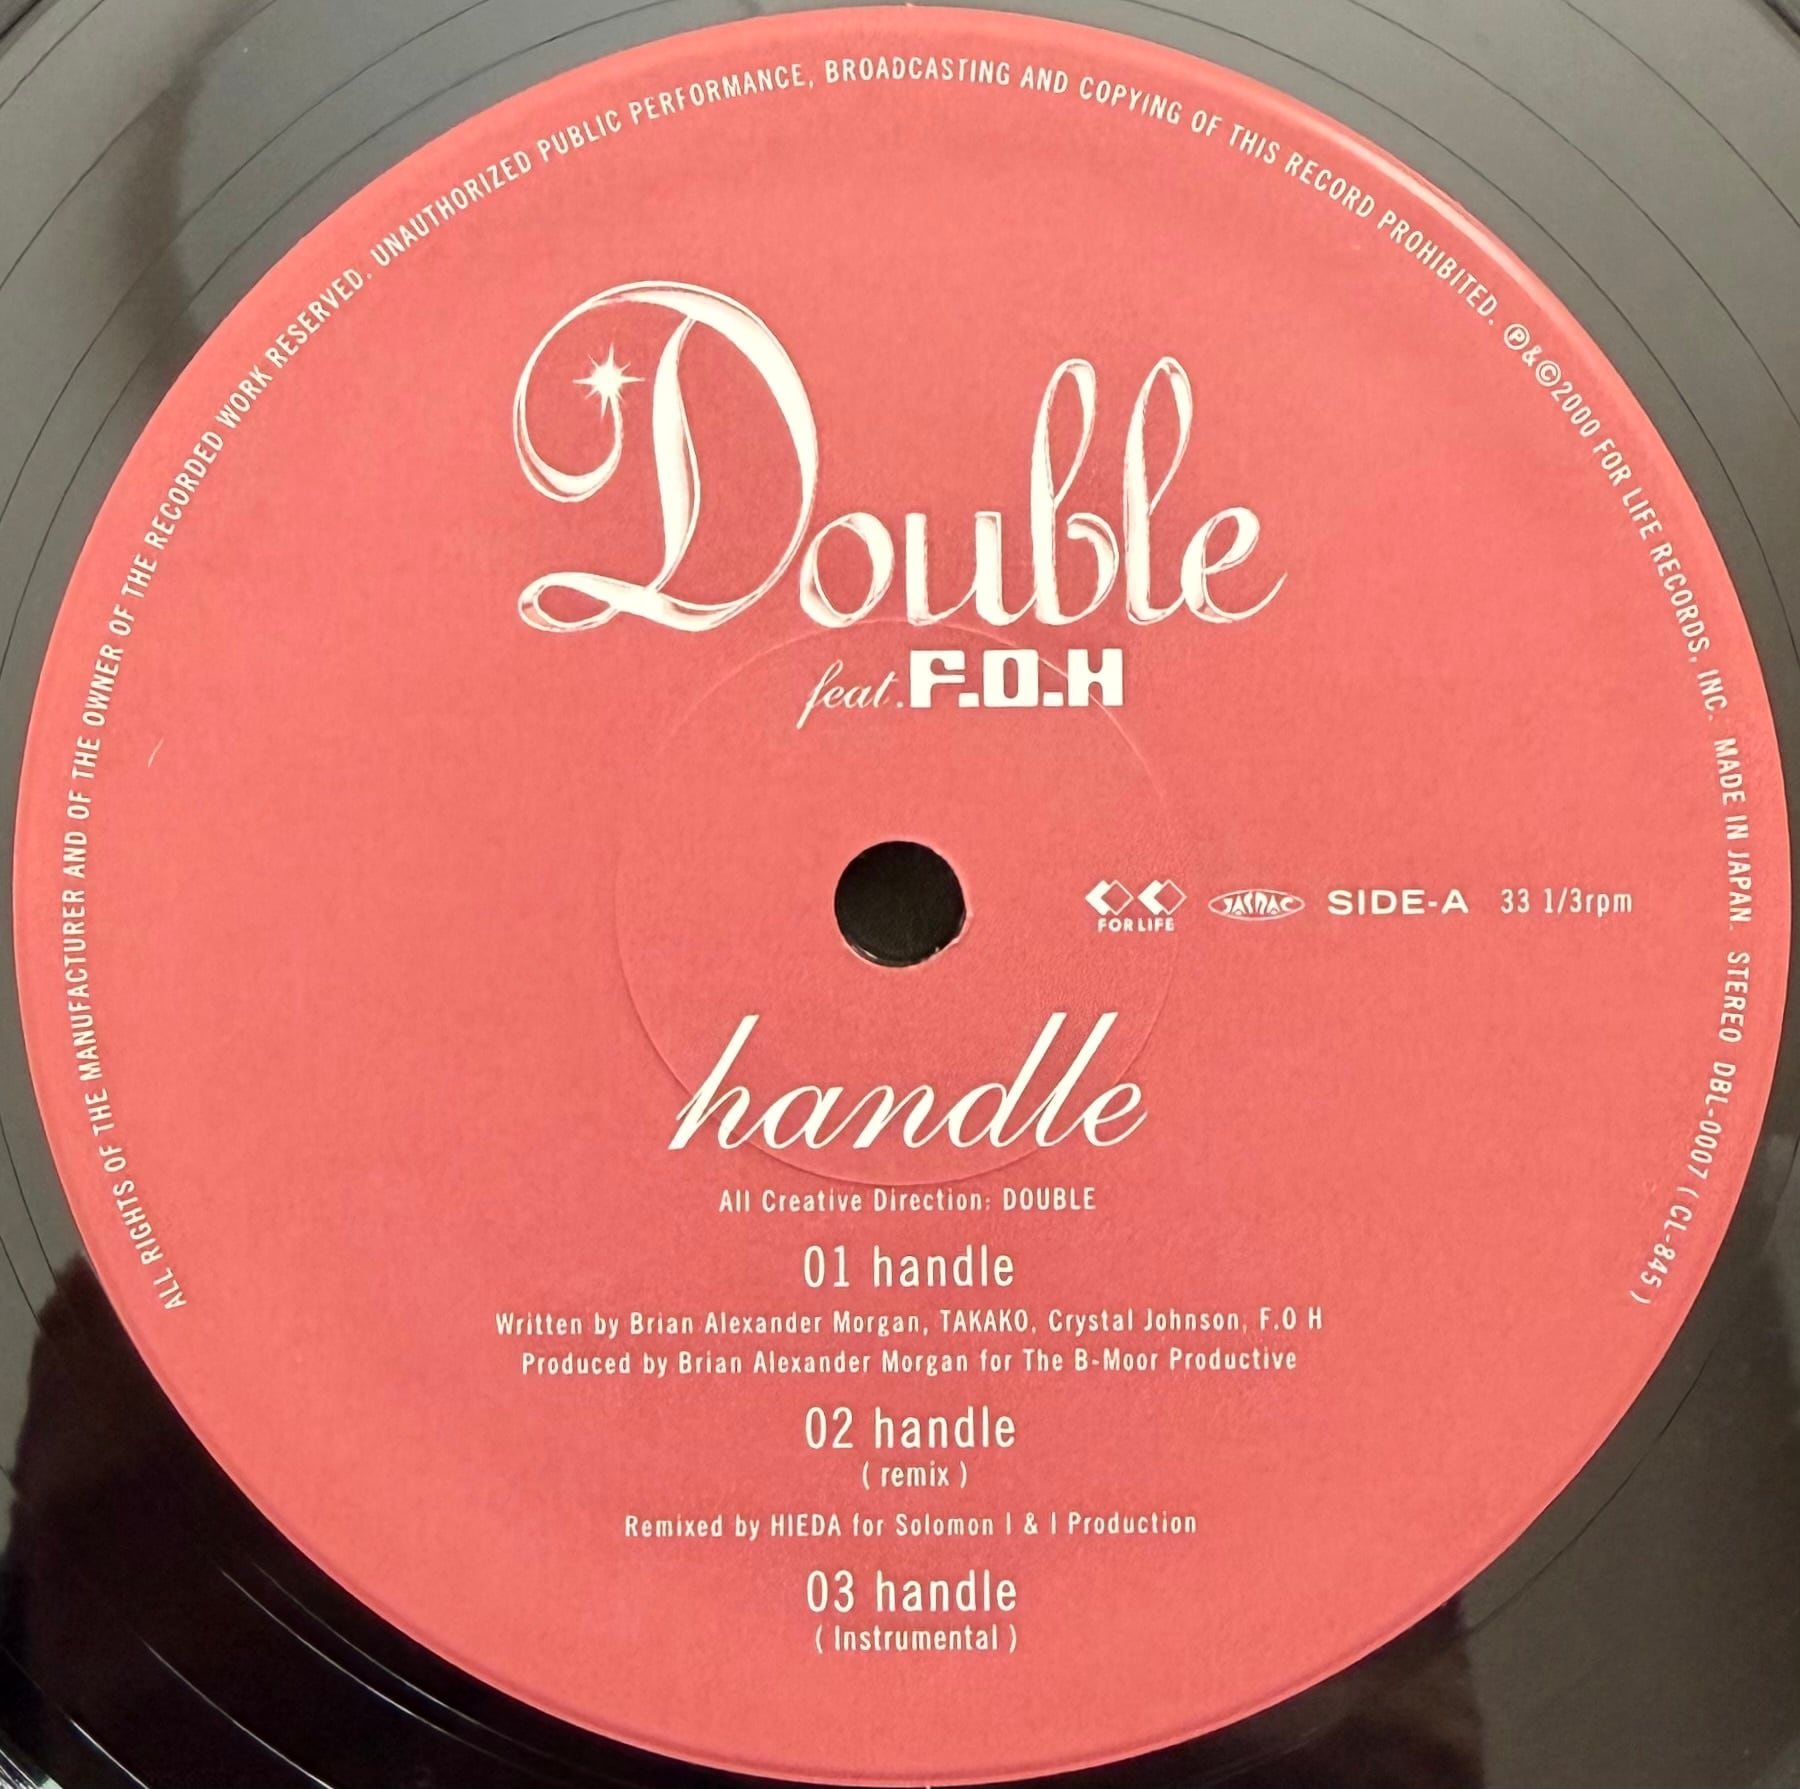 ALL RIGHTS OF THE MANUFACTURER AND OF THE OWNER OF THE RECORDED WORK RESERVED. UNAUTHORIZED PUBLIC PERFORMANCE, BROADCASTING AND COPYING OF THIS RECORD PROHIBITED. ℗&©2000 FOR LIFE RECORDS, INC. MADE IN JAPAN. STEREO DBL-0007 (CL-845)
Double
feat. F.O.H
FOR LIFE JASRAC SIDE-A 33 1/3rpm
handle
All Creative Direction: DOUBLE
01 handle
Written by Brian Alexander Morgan, TAKAKO, Crystal Johnson, F.O H
Produced by Brian Alexander Morgan for The B-Moor Productive
02 handle
( remix )
Remixed by HIEDA for Solomon I & I Production
03 handle
( Instrumental )